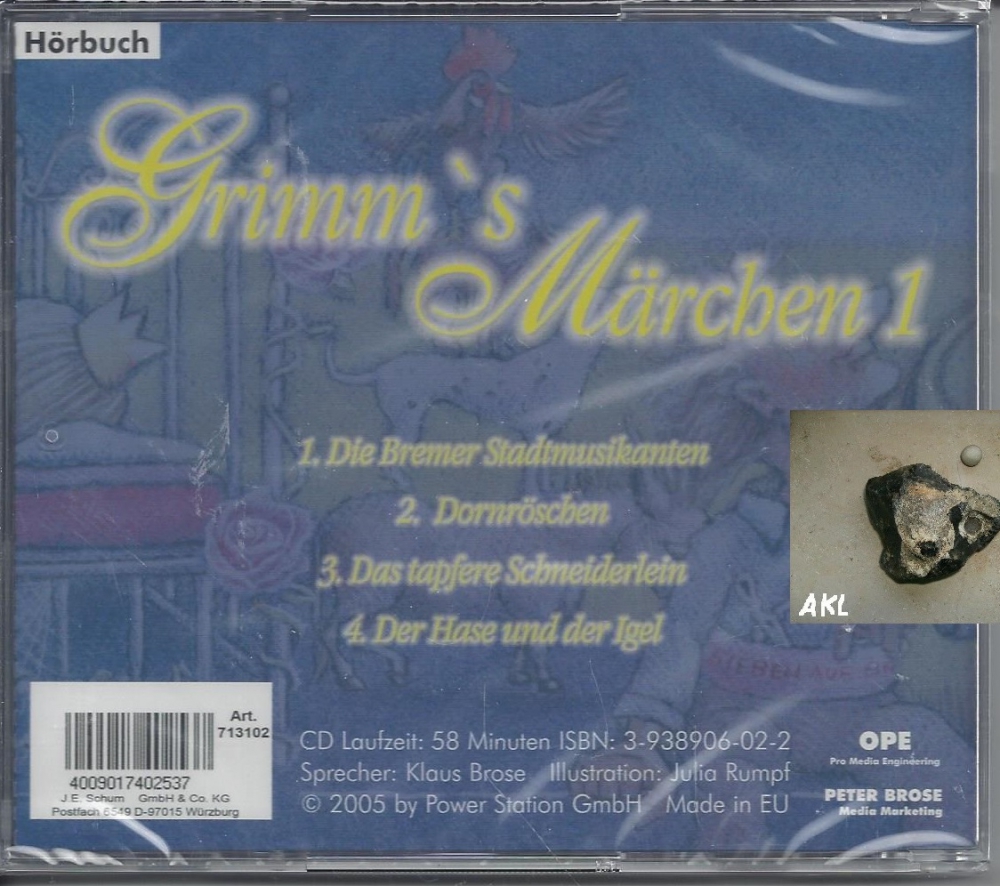 Hörbuch
Grimm`s
Märchen 1
1. Die Bremer Stadtmusikanten
2. Dornröschen
3. Das tapfere Schneiderlein
4. Der Hase und der Igel
AKL
Art.
713102
4009017402537
J.E. Schum GmbH & Co. KG
Postfach 6549 D-97015 Würzburg
CD Laufzeit: 58 Minuten ISBN: 3-938906-02-2
Sprecher: Klaus Brose Illustration: Julia Rumpf
© 2005 by Power Station GmbH Made in EU
OPE
Pro Media Engineering
PETER BROSE
Media Marketing